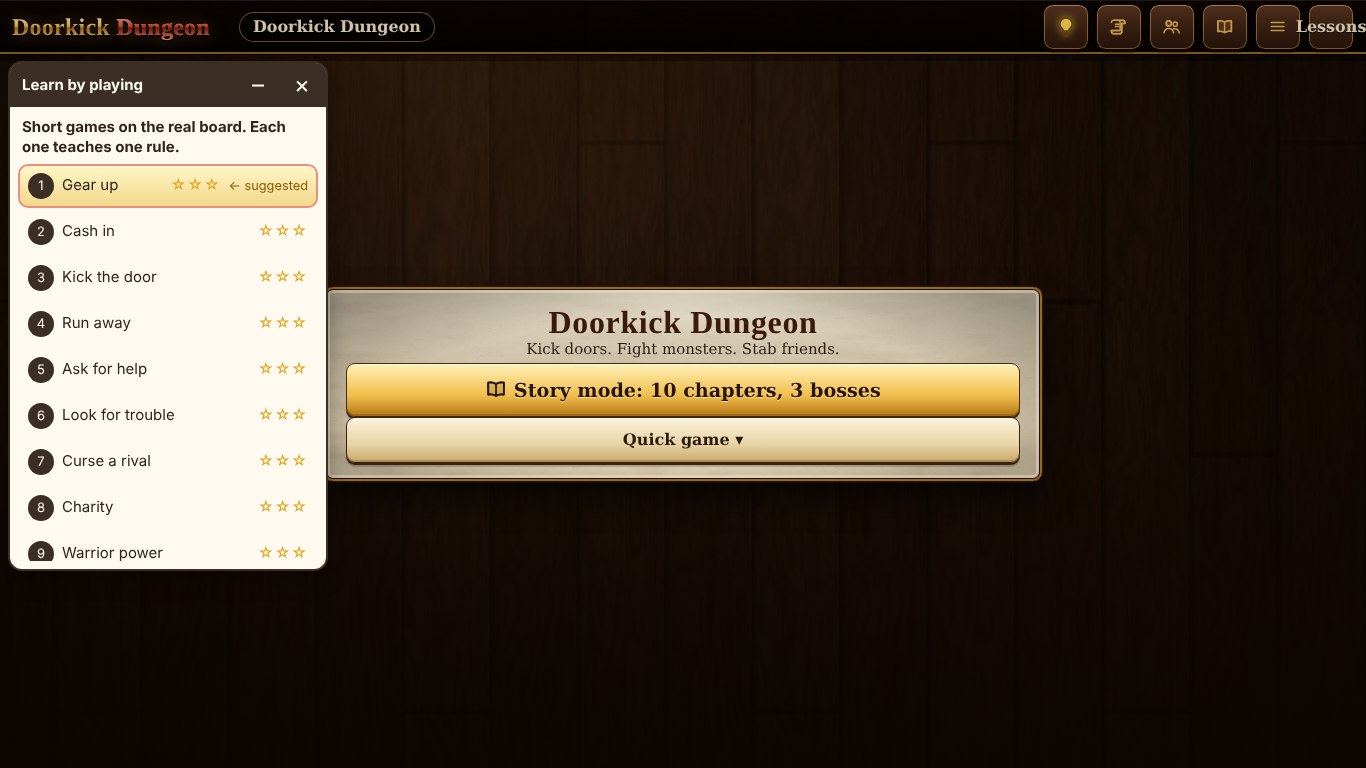 Doorkick Dungeon
Doorkick Dungeon
Lessons
Learn by playing
Short games on the real board. Each
one teaches one rule.
1 Gear up ☆☆☆ ← suggested
2 Cash in ☆☆☆
3 Kick the door ☆☆☆
4 Run away ☆☆☆
5 Ask for help ☆☆☆
6 Look for trouble ☆☆☆
7 Curse a rival ☆☆☆
8 Charity ☆☆☆
9 Warrior power ☆☆☆
Doorkick Dungeon
Kick doors. Fight monsters. Stab friends.
Story mode: 10 chapters, 3 bosses
Quick game ▾